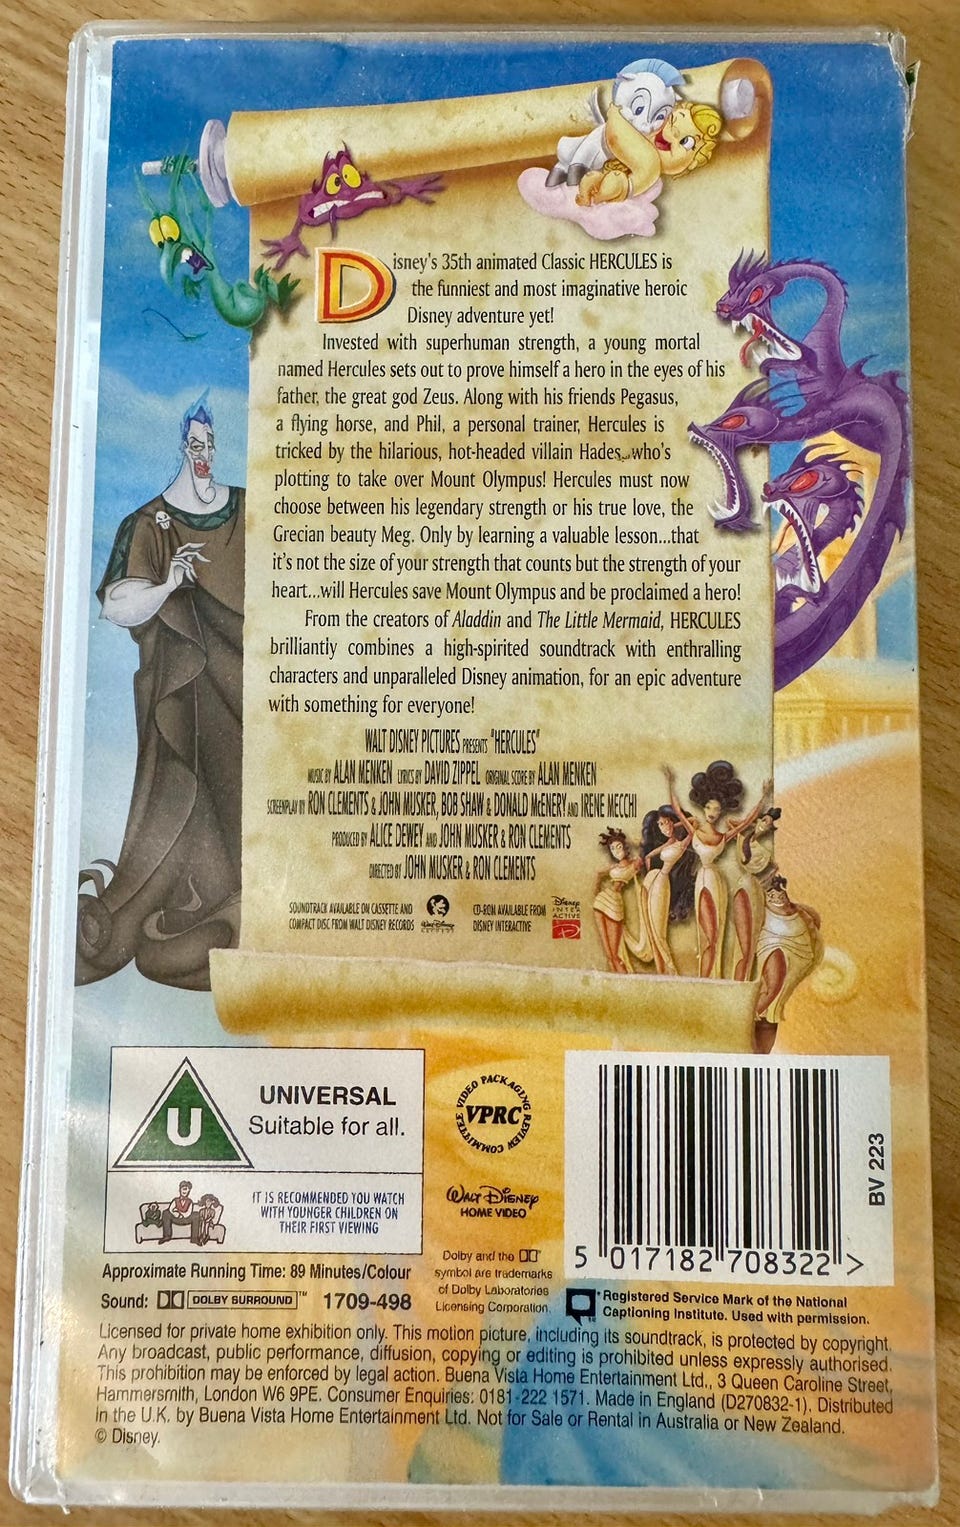 Disney's 35th animated Classic HERCULES is
the funniest and most imaginative heroic
Disney adventure yet!
Invested with superhuman strength, a young mortal
named Hercules sets out to prove himself a hero in the eyes of his
father, the great god Zeus. Along with his friends Pegasus,
a flying horse, and Phil, a personal trainer, Hercules is
tricked by the hilarious, hot-headed villain Hades...who's
plotting to take over Mount Olympus! Hercules must now
choose between his legendary strength or his true love, the
Grecian beauty Meg. Only by learning a valuable lesson...that
it's not the size of your strength that counts but the strength of your
heart...will Hercules save Mount Olympus and be proclaimed a hero!
From the creators of Aladdin and The Little Mermaid, HERCULES
brilliantly combines a high-spirited soundtrack with enthralling
characters and unparalleled Disney animation, for an epic adventure
with something for everyone!
WALT DISNEY PICTURES PRESENTS "HERCULES"
MUSIC BY ALAN MENKEN LYRICS BY DAVID ZIPPEL ORIGINAL SCORE BY ALAN MENKEN
SCREENPLAY BY RON CLEMENTS & JOHN MUSKER, BOB SHAW & DONALD McENERY AND IRENE MECCHI
PRODUCED BY ALICE DEWEY AND JOHN MUSKER & RON CLEMENTS
DIRECTED BY JOHN MUSKER & RON CLEMENTS
SOUNDTRACK AVAILABLE ON CASSETTE AND
COMPACT DISC FROM WALT DISNEY RECORDS
Walt Disney
RECORDS
CD-ROM AVAILABLE FROM
DISNEY INTERACTIVE
Disney
INTER
ACTIVE
U
UNIVERSAL
Suitable for all.
IT IS RECOMMENDED YOU WATCH
WITH YOUNGER CHILDREN ON
THEIR FIRST VIEWING
VIDEO PACKAGING REVIEW COMMITTEE
VPRC
WALT DISNEY
HOME VIDEO
BV 223
5 017182 708322 >
Approximate Running Time: 89 Minutes/Colour
Sound: DOLBY SURROUND™ 1709-498
Dolby and the
symbol are trademarks
of Dolby Laboratories
Licensing Corporation.
Registered Service Mark of the National
Captioning Institute. Used with permission.
Licensed for private home exhibition only. This motion picture, including its soundtrack, is protected by copyright.
Any broadcast, public performance, diffusion, copying or editing is prohibited unless expressly authorised.
This prohibition may be enforced by legal action. Buena Vista Home Entertainment Ltd., 3 Queen Caroline Street,
Hammersmith, London W6 9PE. Consumer Enquiries: 0181-222 1571. Made in England (D270832-1). Distributed
in the U.K. by Buena Vista Home Entertainment Ltd. Not for Sale or Rental in Australia or New Zealand.
© Disney.